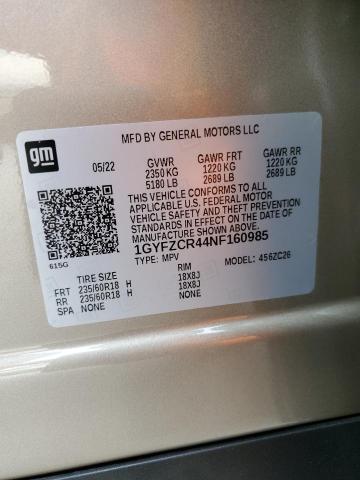 gm
MFD BY GENERAL MOTORS LLC
05/22 GVWR GAWR FRT GAWR RR
2350 KG 1220 KG 1220 KG
5180 LB 2689 LB 2689 LB
THIS VEHICLE CONFORMS TO ALL APPLICABLE U.S. FEDERAL MOTOR
VEHICLE SAFETY AND THEFT PREVENTION
STANDARDS IN EFFECT ON THE DATE OF
MANUFACTURE SHOWN ABOVE.
1GYFZCR44NF160985
615G
TYPE: MPV MODEL: 456ZC26
TIRE SIZE RIM
FRT 235/60R18 H 18X8J
RR 235/60R18 H 18X8J
SPA NONE NONE